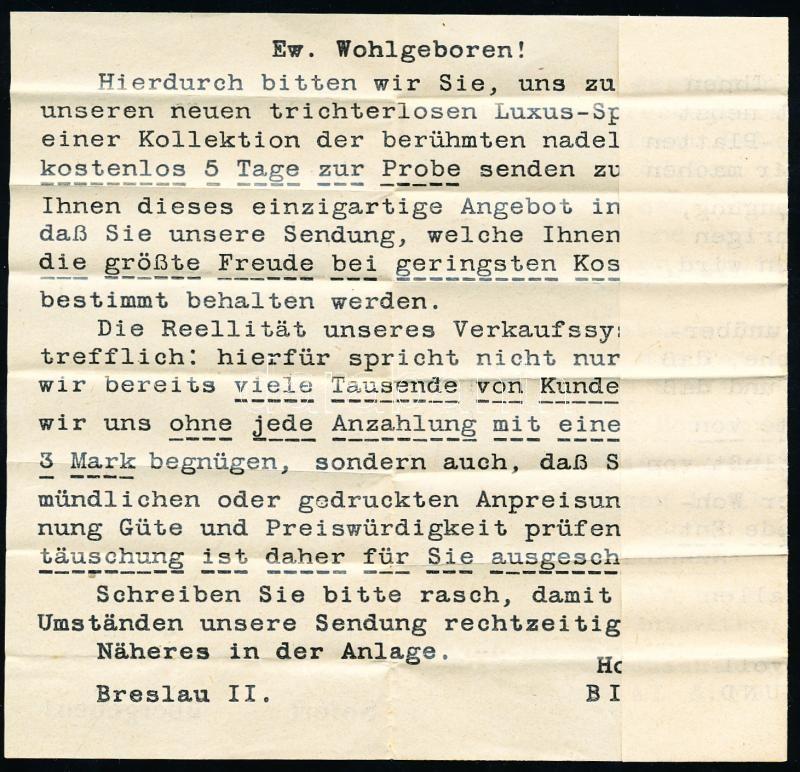 Ew. Wohlgeboren!
Hierdurch bitten wir Sie, uns zu
unseren neuen trichterlosen Luxus-Sp
einer Kollektion der berühmten nadel
kostenlos 5 Tage zur Probe senden zu
Ihnen dieses einzigartige Angebot in
daß Sie unsere Sendung, welche Ihnen
die größte Freude bei geringsten Kos
bestimmt behalten werden.
Die Reellität unseres Verkaufssy
trefflich: hierfür spricht nicht nur
wir bereits viele Tausende von Kunde
wir uns ohne jede Anzahlung mit eine
3 Mark begnügen, sondern auch, daß S
mündlichen oder gedruckten Anpreisun
nung Güte und Preiswürdigkeit prüfen
täuschung ist daher für Sie ausgesch
Schreiben Sie bitte rasch, damit
Umständen unsere Sendung rechtzeitig
Näheres in der Anlage.
Ho
Breslau II. BI